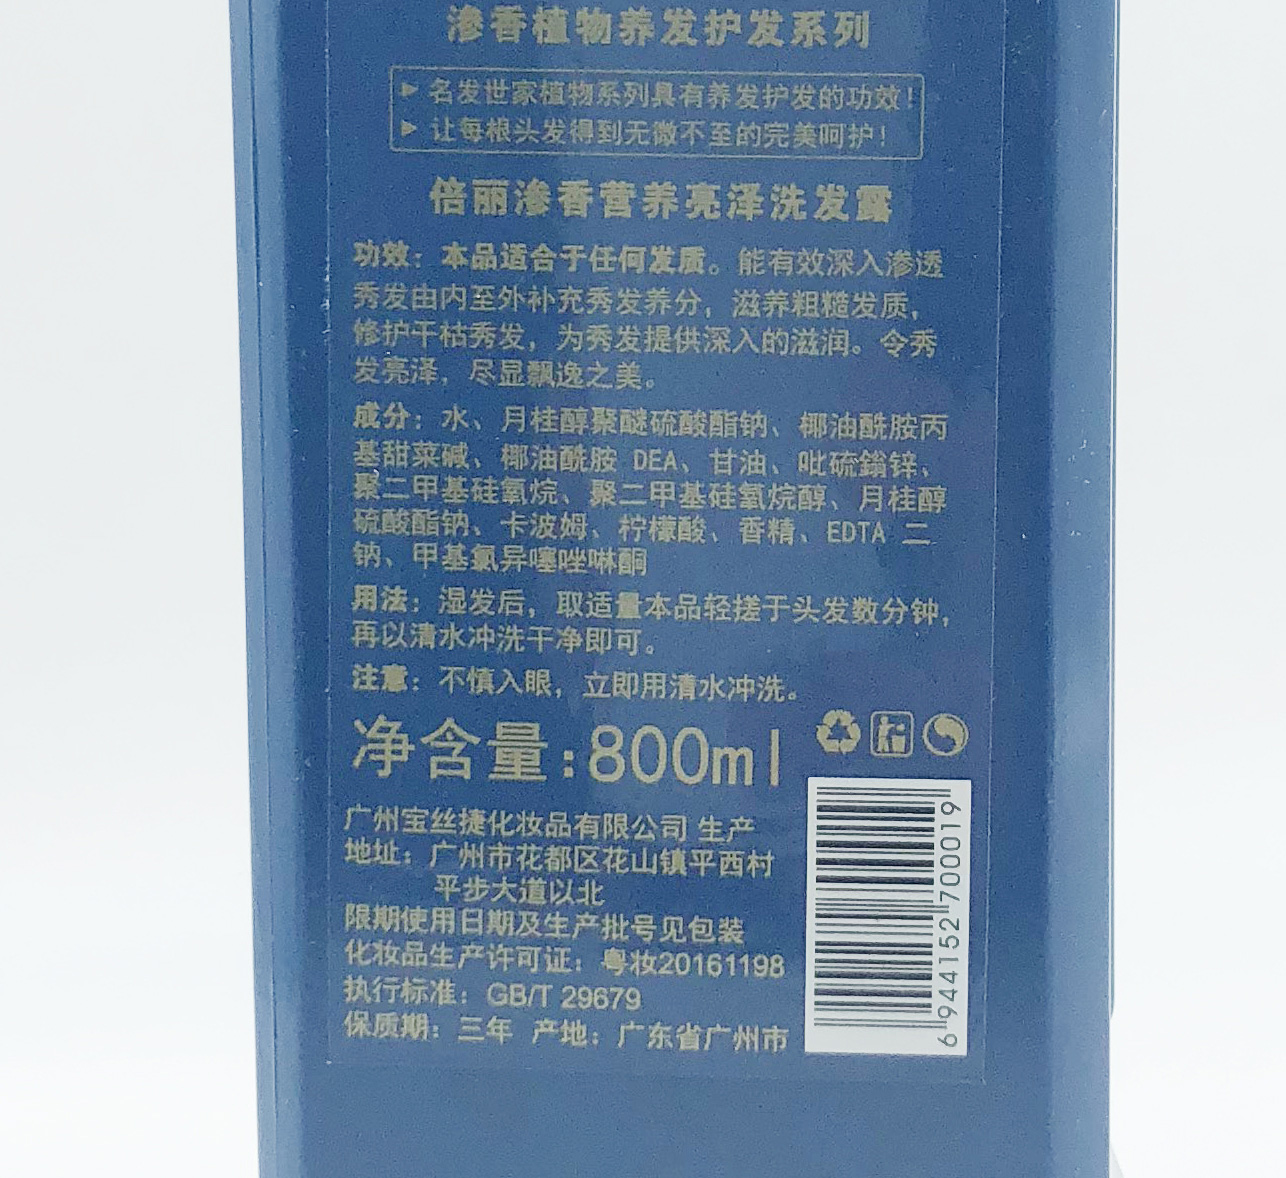 渗香植物养发护发系列
▶ 名发世家植物系列具有养发护发的功效！
▶ 让每根头发得到无微不至的完美呵护！
倍丽渗香营养亮泽洗发露
功效：本品适合于任何发质。能有效深入渗透
秀发由内至外补充秀发养分，滋养粗糙发质，
修护干枯秀发，为秀发提供深入的滋润。令秀
发亮泽，尽显飘逸之美。
成分：水、月桂醇聚醚硫酸酯钠、椰油酰胺丙
基甜菜碱、椰油酰胺 DEA、甘油、吡硫鎓锌、
聚二甲基硅氧烷、聚二甲基硅氧烷醇、月桂醇
硫酸酯钠、卡波姆、柠檬酸、香精、EDTA 二
钠、甲基氯异噻唑啉酮
用法：湿发后，取适量本品轻搓于头发数分钟，
再以清水冲洗干净即可。
注意：不慎入眼，立即用清水冲洗。
净含量:800ml
广州宝丝捷化妆品有限公司 生产
地址：广州市花都区花山镇平西村
平步大道以北
限期使用日期及生产批号见包装
化妆品生产许可证：粤妆20161198
执行标准：GB/T 29679
保质期：三年 产地：广东省广州市
6 944152 700019